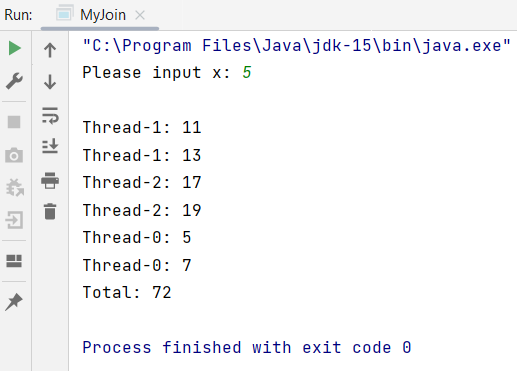 Run: MyJoin
"C:\Program Files\Java\jdk-15\bin\java.exe"
Please input x: 5
Thread-1: 11
Thread-1: 13
Thread-2: 17
Thread-2: 19
Thread-0: 5
Thread-0: 7
Total: 72
Process finished with exit code 0